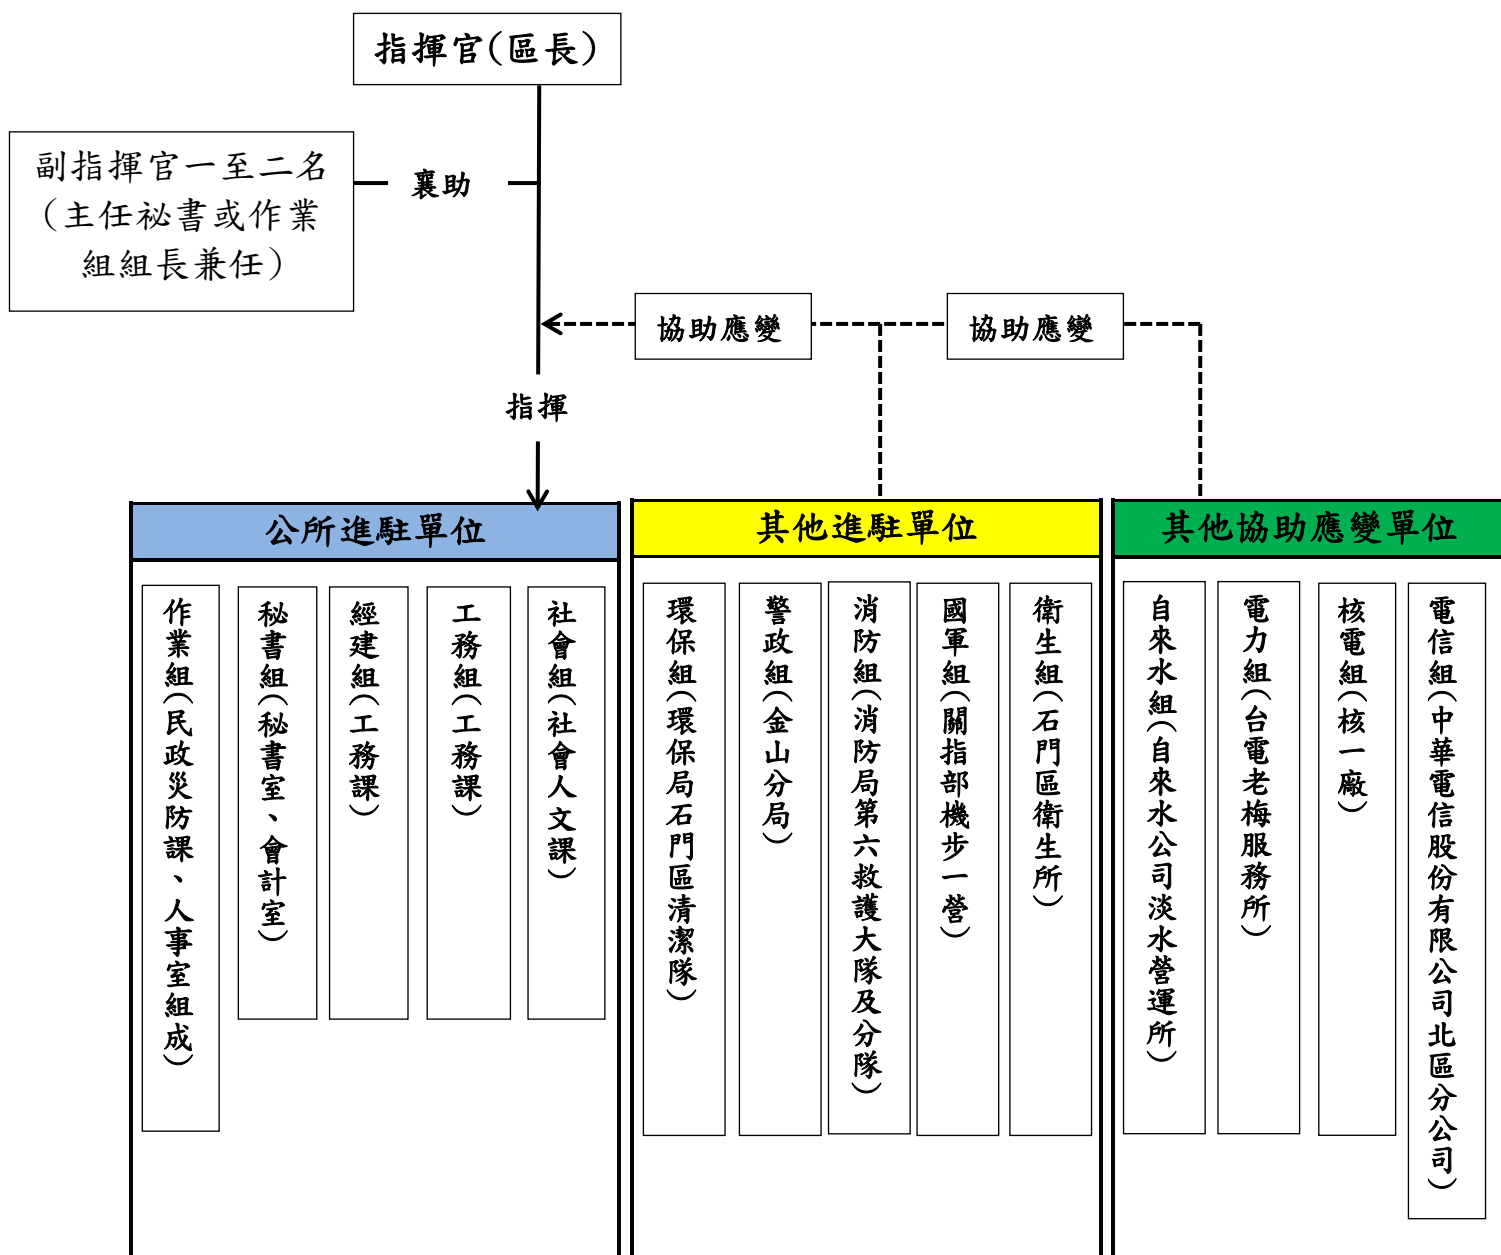 指揮官(區長)
副指揮官一至二名
（主任祕書或作業
組組長兼任）
襄助
協助應變
協助應變
指揮
公所進駐單位
其他進駐單位
其他協助應變單位
作業組(民政災防課、人事室組成)
秘書組(秘書室、會計室)
經建組(工務課)
工務組(工務課)
社會組(社會人文課)
環保組(環保局石門區清潔隊)
警政組(金山分局)
消防組(消防局第六救護大隊及分隊)
國軍組(關指部機步一營)
衛生組(石門區衛生所)
自來水組(自來水公司淡水營運所)
電力組(台電老梅服務所)
核電組(核一廠)
電信組(中華電信股份有限公司北區分公司)